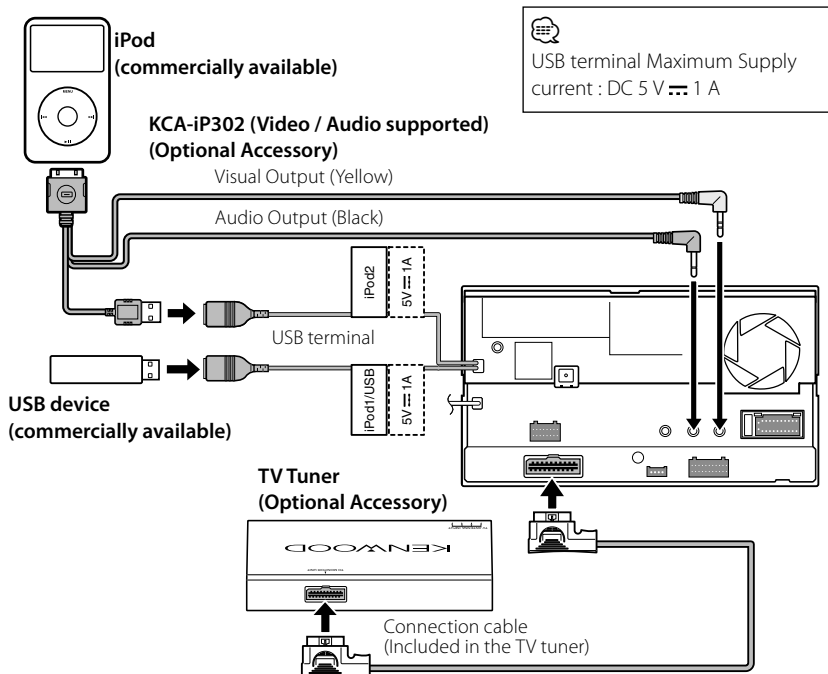 iPod
(commercially available)
USB terminal Maximum Supply
current : DC 5 V ⎓ 1 A
KCA-iP302 (Video / Audio supported)
(Optional Accessory)
Visual Output (Yellow)
Audio Output (Black)
MENU
iPod2
5V ⎓ 1A
USB terminal
iPod1/USB
5V ⎓ 1A
USB device
(commercially available)
TV Tuner
(Optional Accessory)
KENWOOD
Connection cable
(Included in the TV tuner)